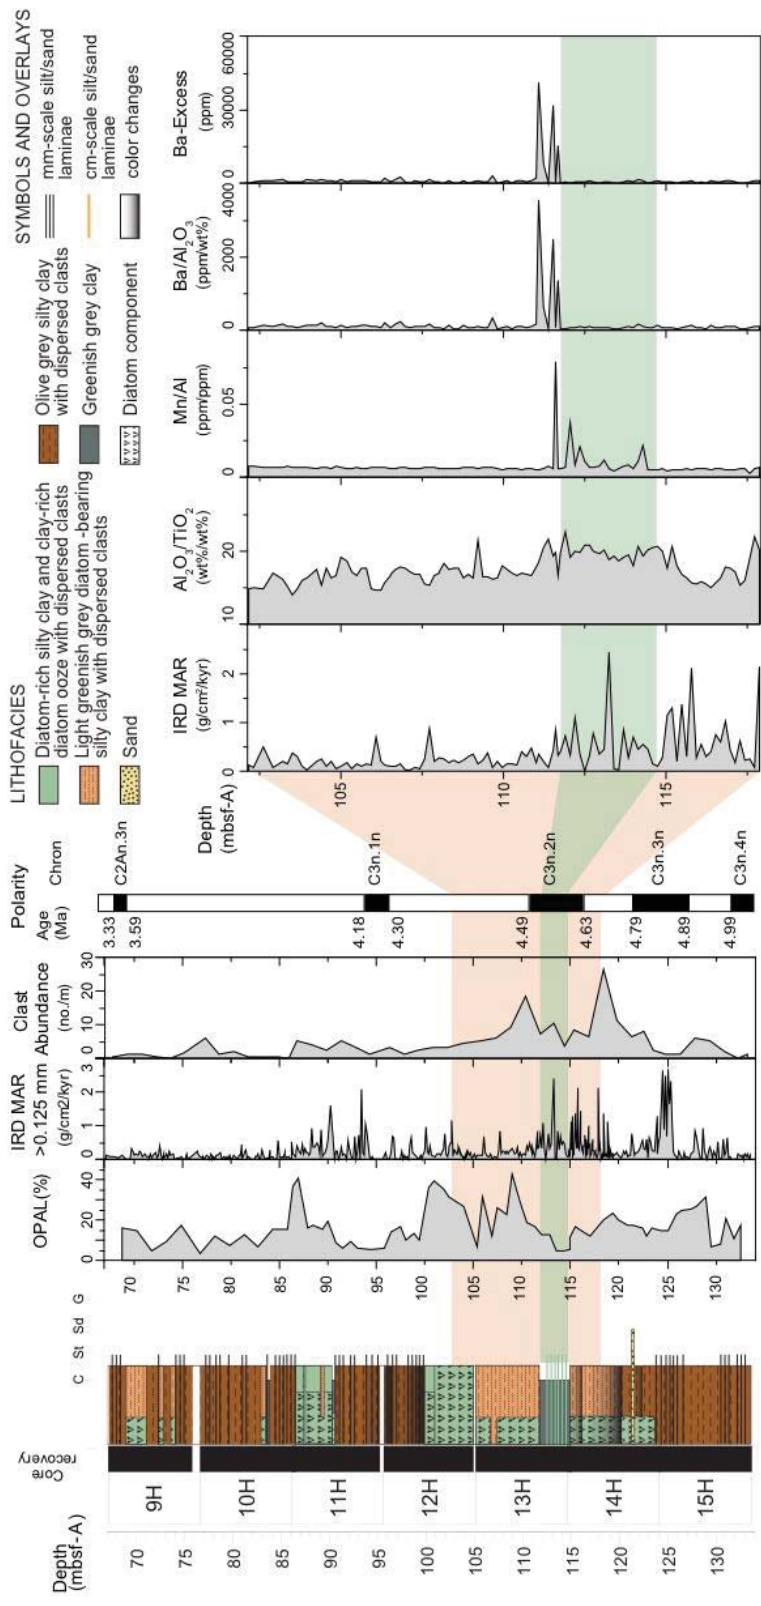 LITHOFACIES
Diatom-rich silty clay and clay-rich
diatom ooze with dispersed clasts
Light greenish grey diatom -bearing
silty clay with dispersed clasts
Sand
Olive grey silty clay
with dispersed clasts
Greenish grey clay
Diatom component
SYMBOLS AND OVERLAYS
mm-scale silt/sand
laminae
cm-scale silt/sand
laminae
color changes
Depth
(mbsf-A)
70
75
80
85
90
95
100
105
110
115
120
125
130
9H
10H
11H
12H
13H
14H
15H
Core
recovery
C St Sd G
70
75
80
85
90
95
100
105
110
115
120
125
130
OPAL(%)
0
20
40
IRD MAR
>0.125 mm
(g/cm2/kyr)
0
1
2
3
Clast
Abundance
(no./m)
0
10
20
30
Polarity
Age
(Ma)
Chron
3.33
3.59
4.18
4.30
4.49
4.63
4.79
4.89
4.99
C2An.3n
C3n.1n
C3n.2n
C3n.3n
C3n.4n
Depth
(mbsf-A)
105
110
115
IRD MAR
(g/cm²/kyr)
0
1
2
Al₂O₃/TiO₂
(wt%/wt%)
10
20
Mn/Al
(ppm/ppm)
0
0.05
Ba/Al₂O₃
(ppm/wt%)
0
2000
4000
Ba-Excess
(ppm)
0
30000
60000
105
110
115